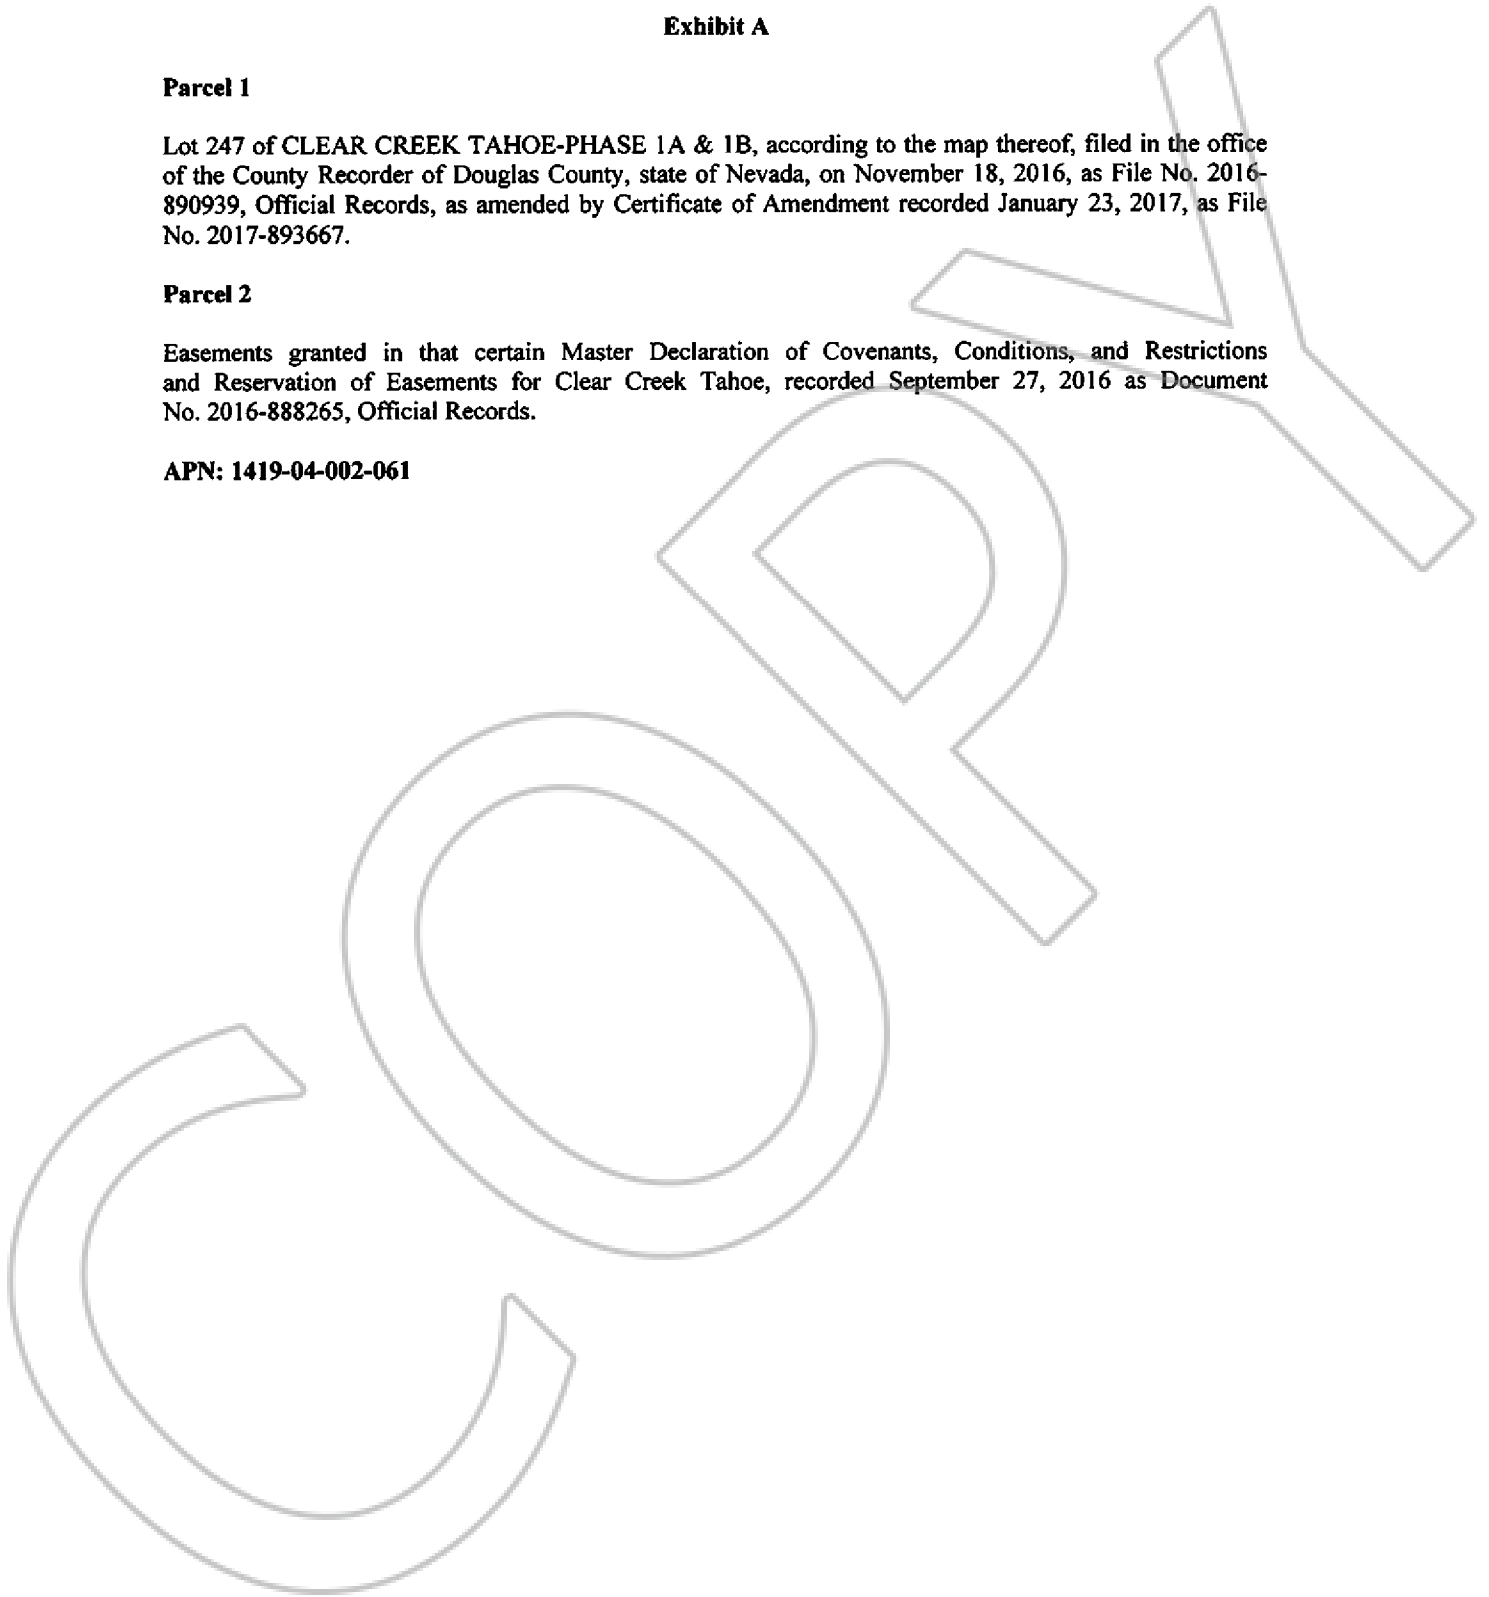 Exhibit A
Parcel 1
Lot 247 of CLEAR CREEK TAHOE-PHASE 1A & 1B, according to the map thereof, filed in the office
of the County Recorder of Douglas County, state of Nevada, on November 18, 2016, as File No. 2016-
890939, Official Records, as amended by Certificate of Amendment recorded January 23, 2017, as File
No. 2017-893667.
Parcel 2
Easements granted in that certain Master Declaration of Covenants, Conditions, and Restrictions
and Reservation of Easements for Clear Creek Tahoe, recorded September 27, 2016 as Document
No. 2016-888265, Official Records.
APN: 1419-04-002-061
COPY